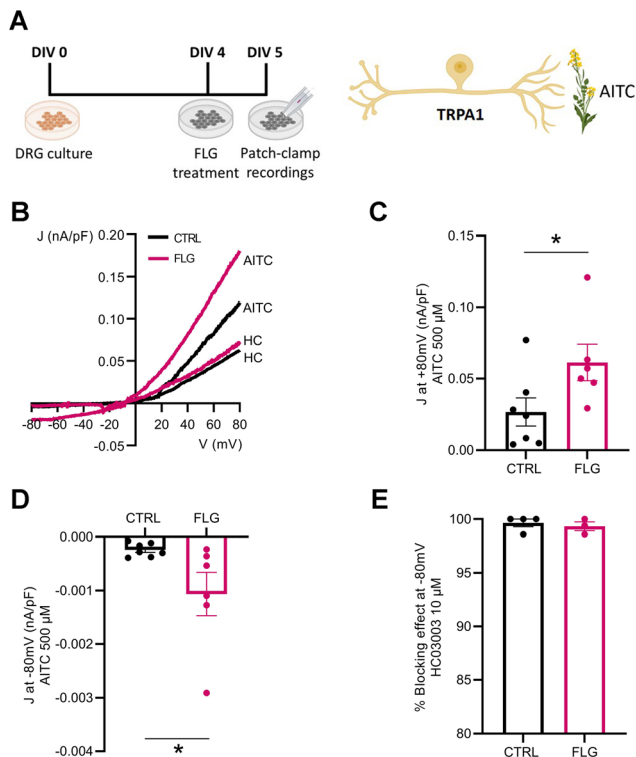 A
DIV 0
DIV 4
DIV 5
DRG culture
FLG
treatment
Patch-clamp
recordings
TRPA1
AITC
B
J (nA/pF)
0.20
0.15
0.10
0.05
-0.05
CTRL
FLG
AITC
AITC
HC
HC
-80
-60
-40
-20
20
40
60
80
V (mV)
C
J at +80mV (nA/pF)
AITC 500 µM
0.15
0.10
0.05
0.00
*
CTRL
FLG
D
CTRL
FLG
J at -80mV (nA/pF)
AITC 500 µM
0.000
-0.001
-0.002
-0.003
-0.004
*
E
% Blocking effect at -80mV
HC03003 10 µM
100
95
90
85
80
CTRL
FLG